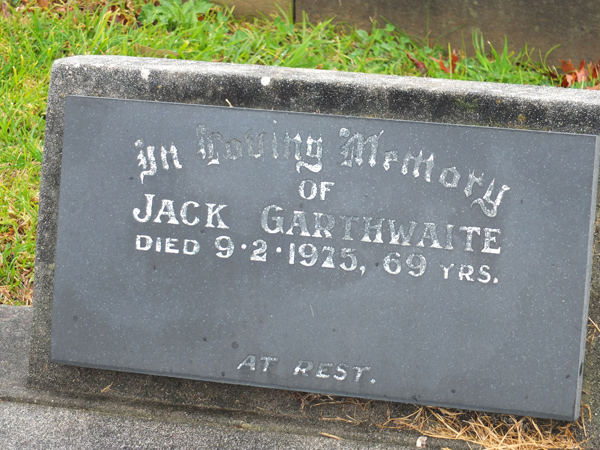 In Loving Memory
OF
JACK GARTHWAITE
DIED 9·2·1975, 69 YRS.
AT REST.